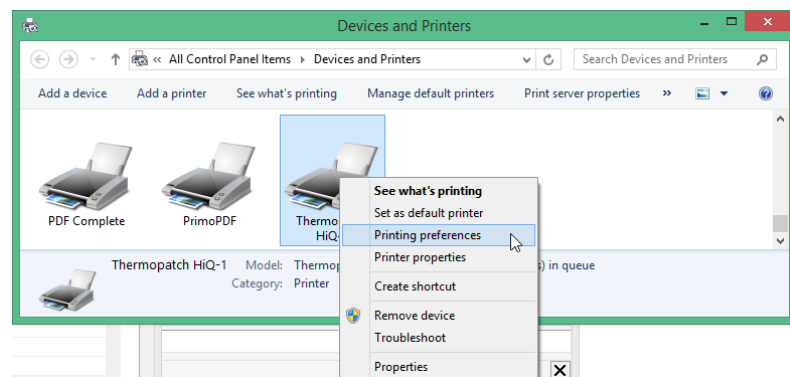 Devices and Printers
« All Control Panel Items Devices and Printers
Search Devices and Printers
Add a device Add a printer See what's printing Manage default printers Print server properties »
PDF Complete
PrimoPDF
Thermo
HiQ-
See what's printing
Set as default printer
Printing preferences
Printer properties
Create shortcut
Remove device
Troubleshoot
Properties
Thermopatch HiQ-1 Model: Thermop s) in queue
Category: Printer